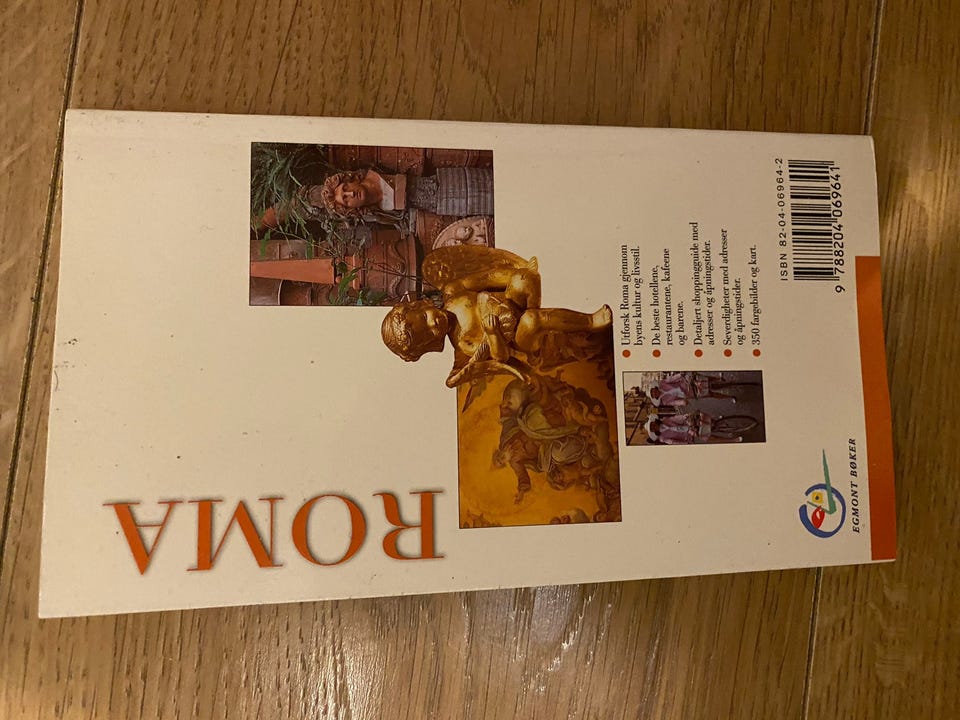 ROMA
Utforsk Roma gjennom
byens kultur og livsstil.
De beste hotellene,
restaurantene, kafeene
og barene.
Detaljert shoppingguide med
adresser og åpningstider.
Severdigheter med adresser
og åpningstider.
350 fargebilder og kart.
ISBN 82-04-06964-2
9 788204 069641
EGMONT BØKER